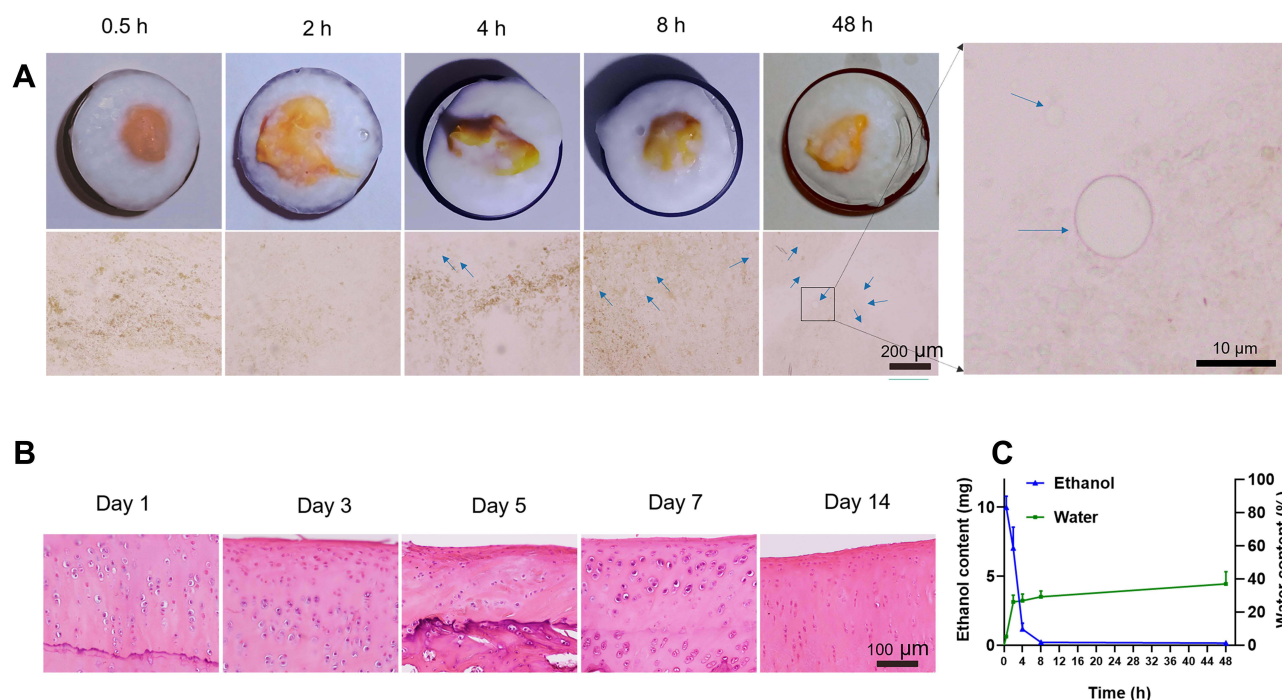 0.5 h 2 h 4 h 8 h 48 h
A
200 µm
10 µm
B
Day 1 Day 3 Day 5 Day 7 Day 14
100 µm
C
Ethanol content (mg)
10
5
0
Ethanol
Water
100
80
60
40
20
0
Water content (%)
0 4 8 12 16 20 24 28 32 36 40 44 48
Time (h)